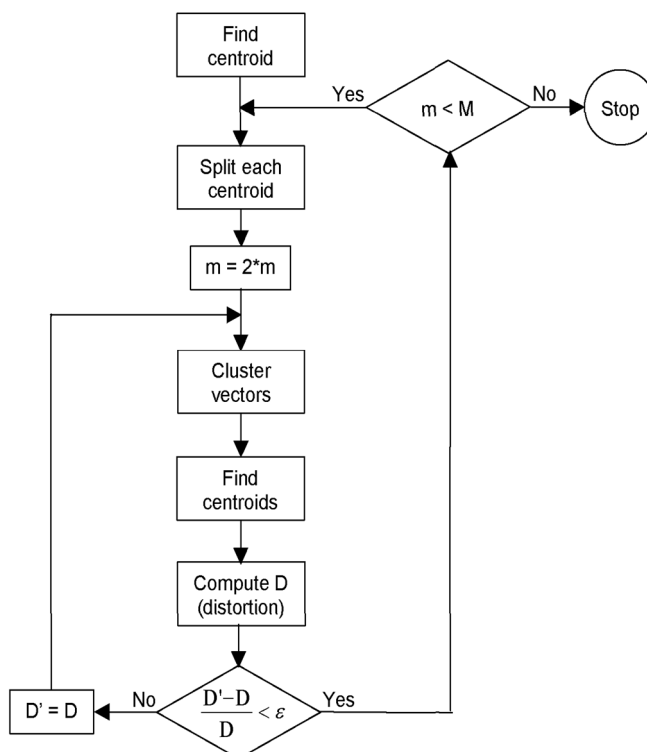 Find
centroid
Yes
m < M
No
Stop
Split each
centroid
m = 2*m
Cluster
vectors
Find
centroids
Compute D
(distortion)
D' = D
No
D'−D
D
< ε
Yes